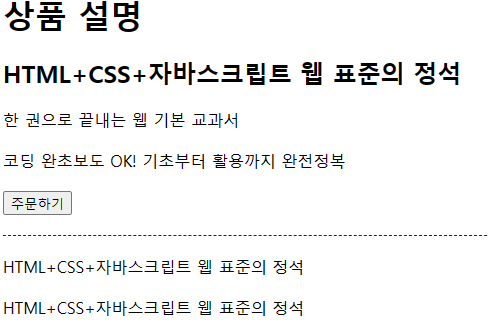 상품 설명
HTML+CSS+자바스크립트 웹 표준의 정석
한 권으로 끝내는 웹 기본 교과서
코딩 완초보도 OK! 기초부터 활용까지 완전정복
주문하기
HTML+CSS+자바스크립트 웹 표준의 정석
HTML+CSS+자바스크립트 웹 표준의 정석